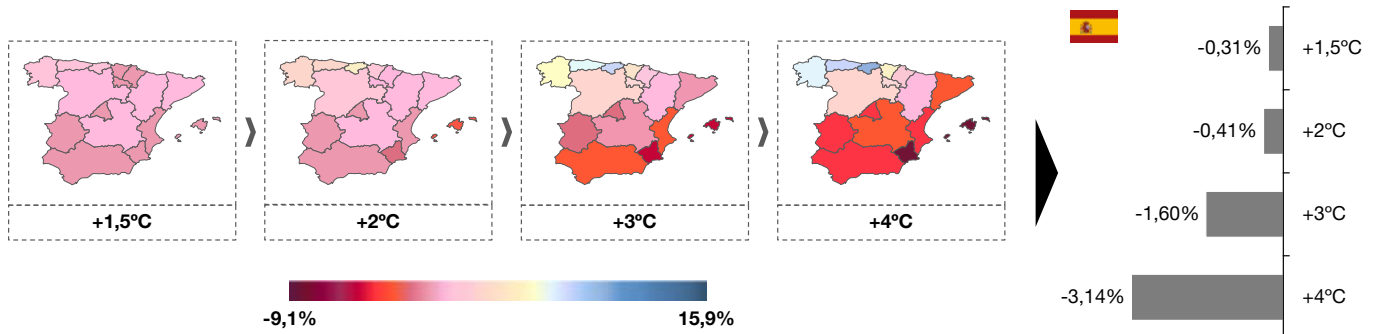 +1,5ºC
+2ºC
+3ºC
+4ºC
-9,1%
15,9%
-0,31%
+1,5ºC
-0,41%
+2ºC
-1,60%
+3ºC
-3,14%
+4ºC